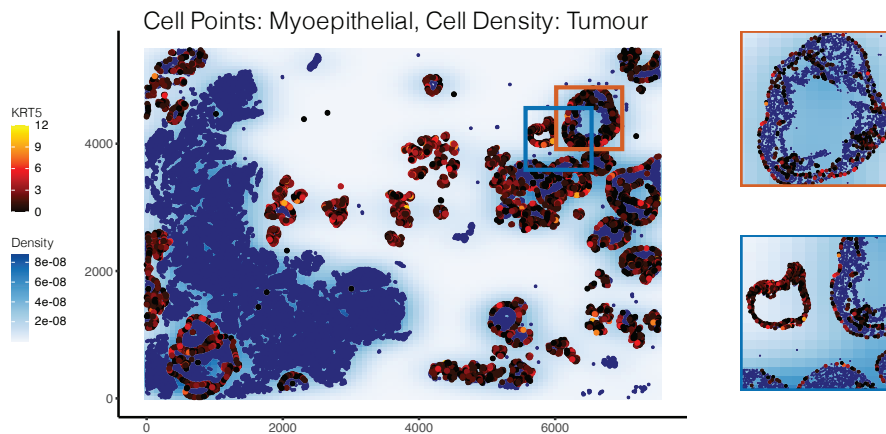 Cell Points: Myoepithelial, Cell Density: Tumour
KRT5
12
9
6
3
0
Density
8e-08
6e-08
4e-08
2e-08
4000
2000
0
0 2000 4000 6000